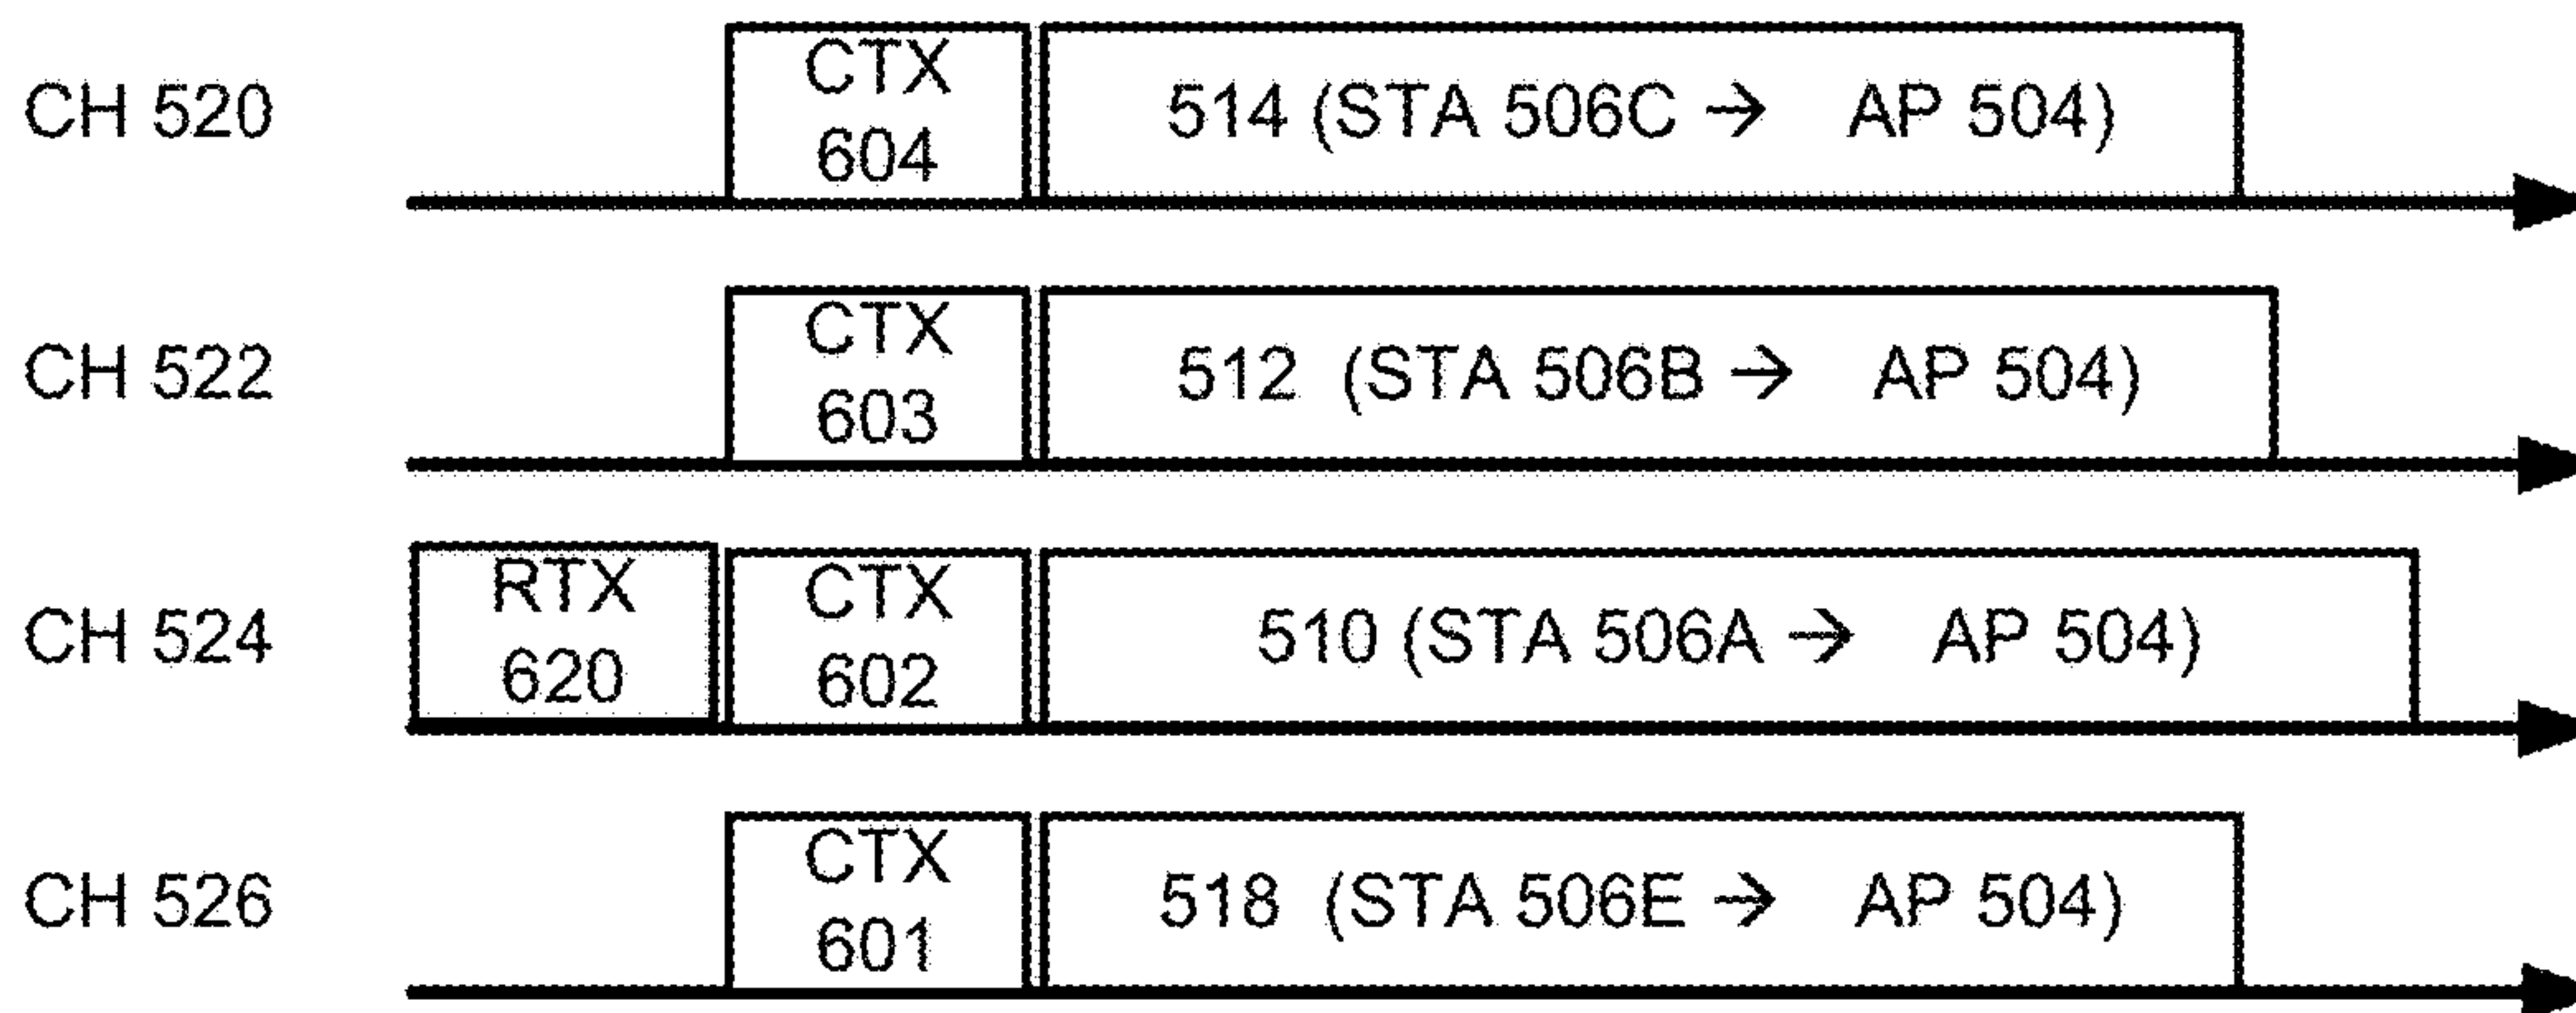 CH 520
CTX
604
514 (STA 506C → AP 504)
CH 522
CTX
603
512 (STA 506B → AP 504)
CH 524
RTX
620
CTX
602
510 (STA 506A → AP 504)
CH 526
CTX
601
518 (STA 506E → AP 504)